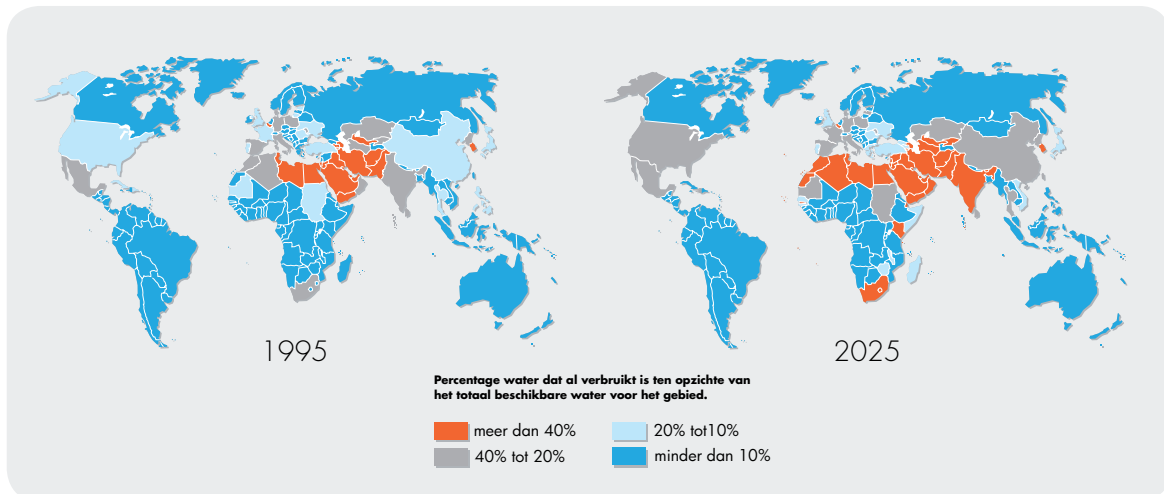 1995
2025
Percentage water dat al verbruikt is ten opzichte van
het totaal beschikbare water voor het gebied.
meer dan 40%
20% tot10%
40% tot 20%
minder dan 10%